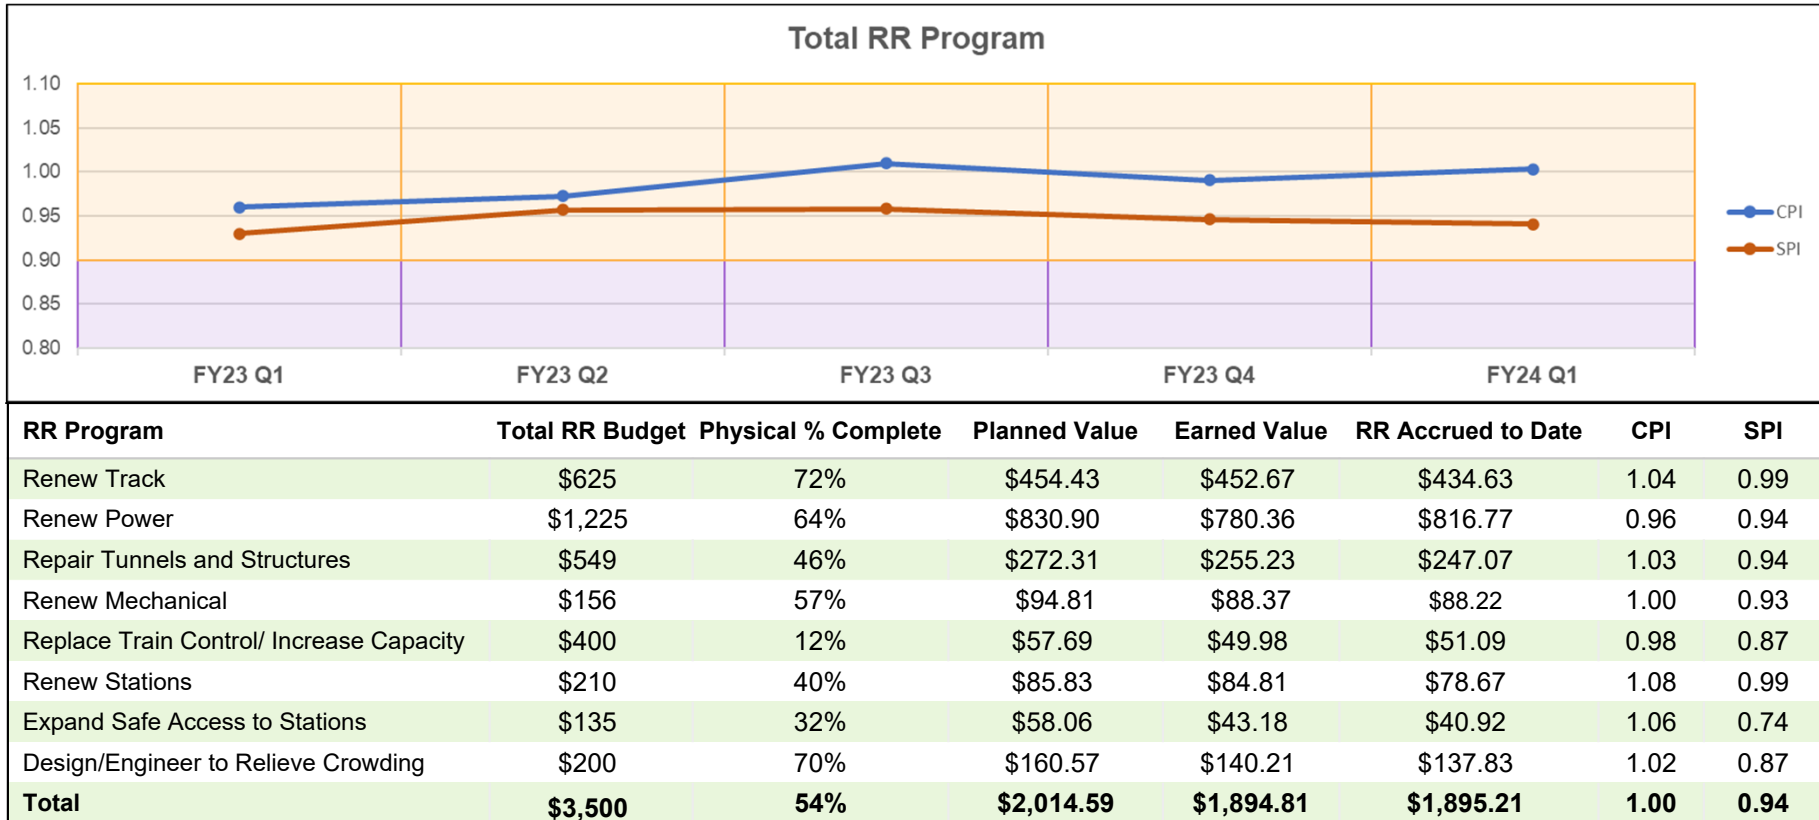 Total RR Program
1.10
1.05
1.00
0.95
0.90
0.85
0.80
FY23 Q1 FY23 Q2 FY23 Q3 FY23 Q4 FY24 Q1
CPI
SPI
RR Program Total RR Budget Physical % Complete Planned Value Earned Value RR Accrued to Date CPI SPI
Renew Track $625 72% $454.43 $452.67 $434.63 1.04 0.99
Renew Power $1,225 64% $830.90 $780.36 $816.77 0.96 0.94
Repair Tunnels and Structures $549 46% $272.31 $255.23 $247.07 1.03 0.94
Renew Mechanical $156 57% $94.81 $88.37 $88.22 1.00 0.93
Replace Train Control/ Increase Capacity $400 12% $57.69 $49.98 $51.09 0.98 0.87
Renew Stations $210 40% $85.83 $84.81 $78.67 1.08 0.99
Expand Safe Access to Stations $135 32% $58.06 $43.18 $40.92 1.06 0.74
Design/Engineer to Relieve Crowding $200 70% $160.57 $140.21 $137.83 1.02 0.87
Total $3,500 54% $2,014.59 $1,894.81 $1,895.21 1.00 0.94